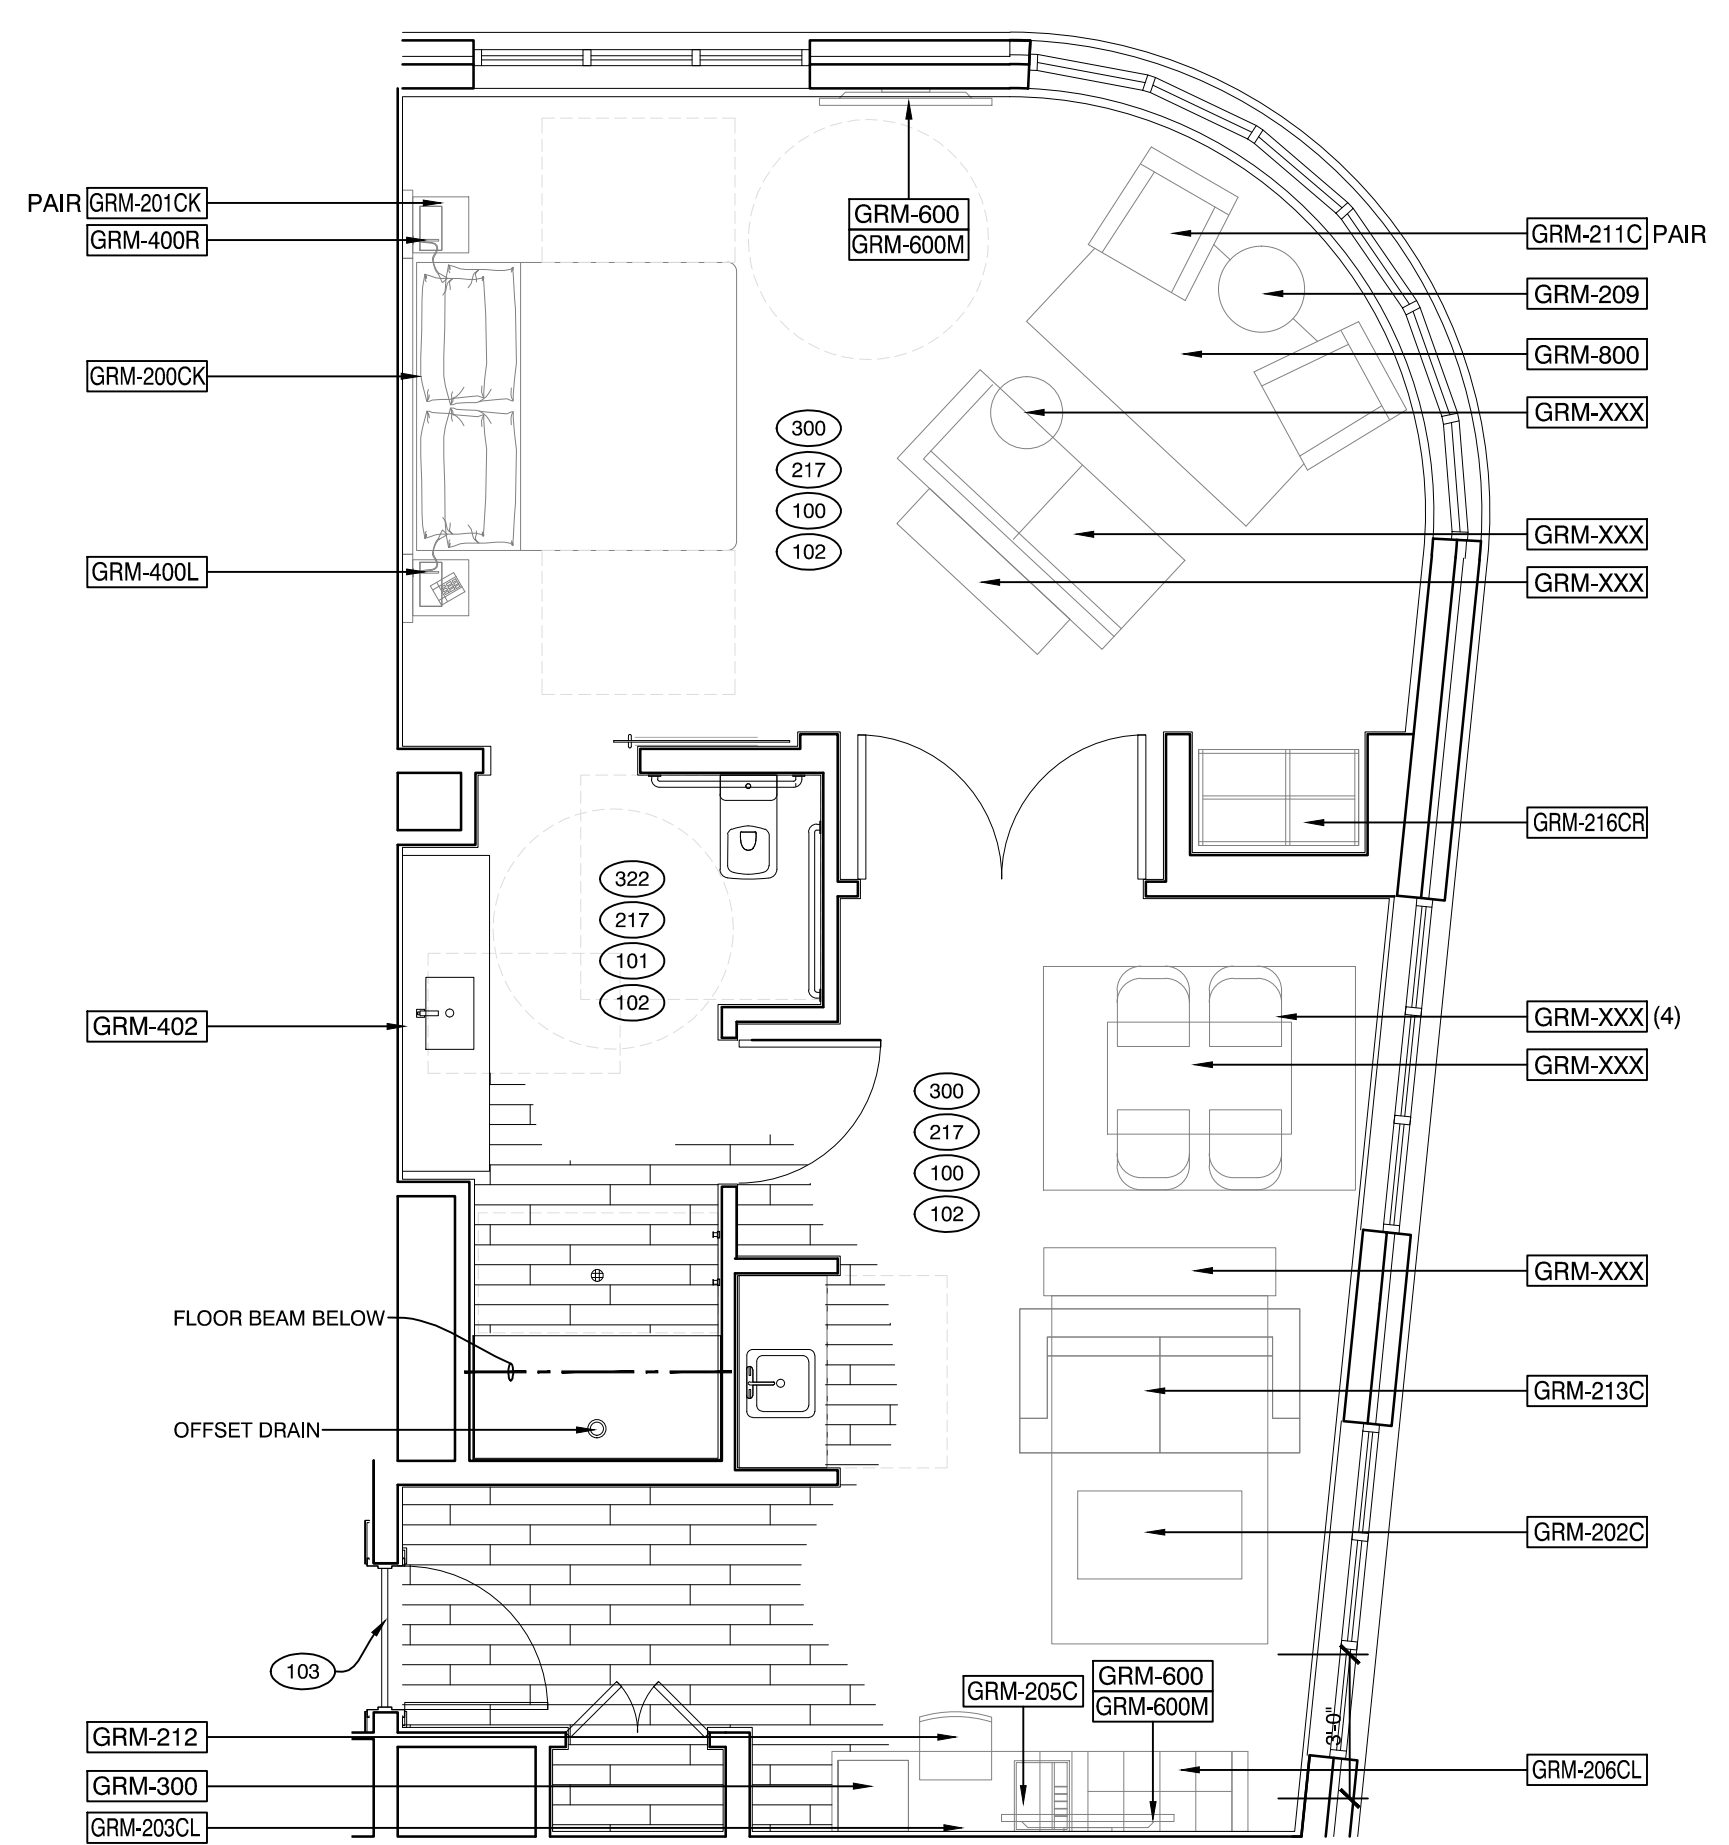 GRM-600
GRM-600M
PAIR GRM-201CK
GRM-400R
GRM-211C PAIR
GRM-209
GRM-800
GRM-200CK
GRM-XXX
300
217
100
102
GRM-XXX
GRM-400L
GRM-XXX
GRM-216CR
322
217
101
102
GRM-402
GRM-XXX (4)
GRM-XXX
300
217
100
102
GRM-XXX
FLOOR BEAM BELOW
GRM-213C
OFFSET DRAIN
GRM-202C
103
GRM-205C
GRM-600
GRM-600M
3'-0"
GRM-212
GRM-300
GRM-203CL
GRM-206CL